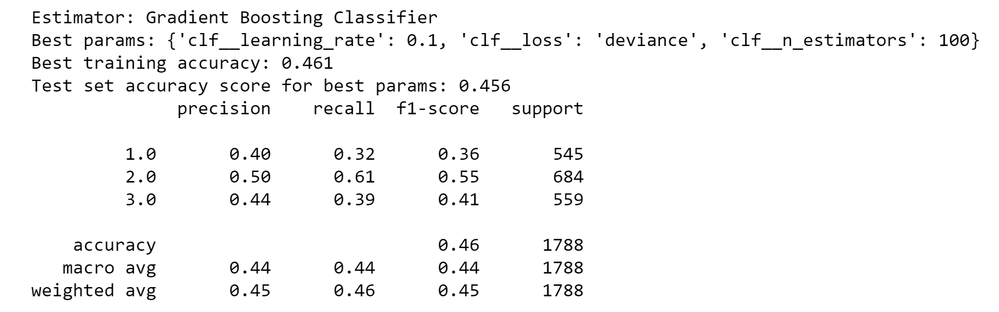 Estimator: Gradient Boosting Classifier
Best params: {'clf__learning_rate': 0.1, 'clf__loss': 'deviance', 'clf__n_estimators': 100}
Best training accuracy: 0.461
Test set accuracy score for best params: 0.456
precision recall f1-score support
1.0 0.40 0.32 0.36 545
2.0 0.50 0.61 0.55 684
3.0 0.44 0.39 0.41 559
accuracy 0.46 1788
macro avg 0.44 0.44 0.44 1788
weighted avg 0.45 0.46 0.45 1788